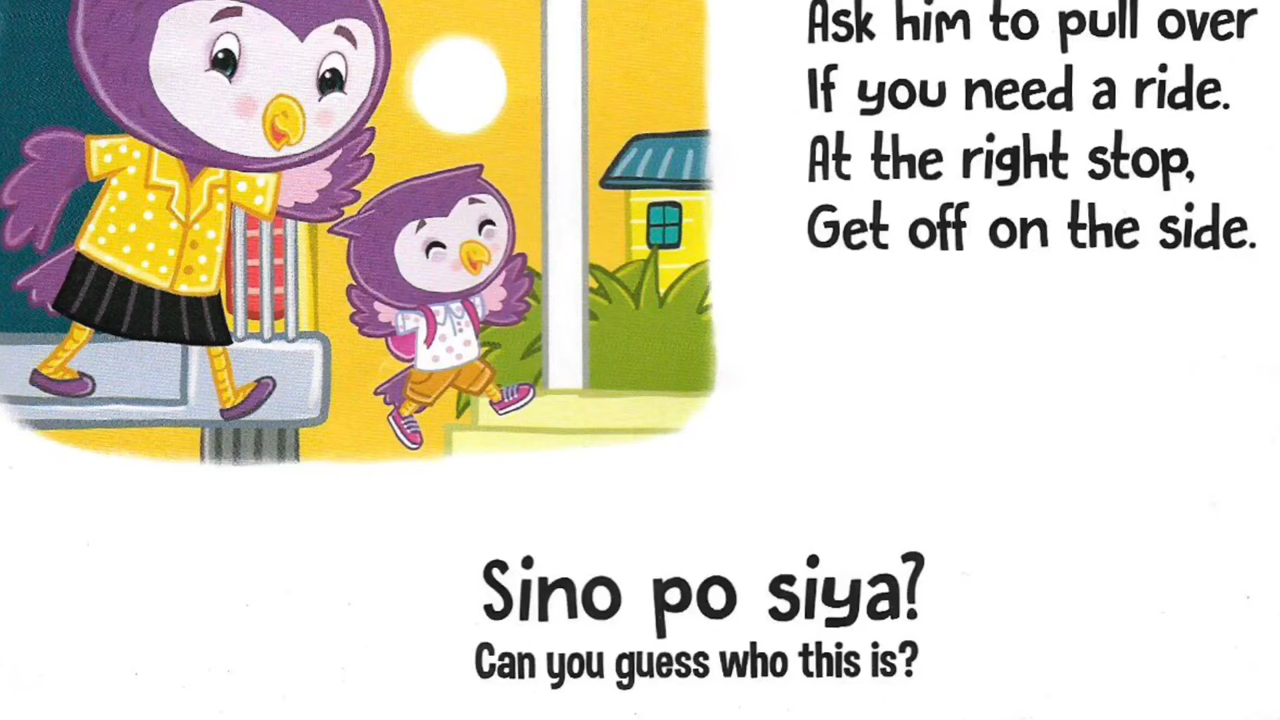 Ask him to pull over
If you need a ride.
At the right stop,
Get off on the side.
Sino po siya?
Can you guess who this is?